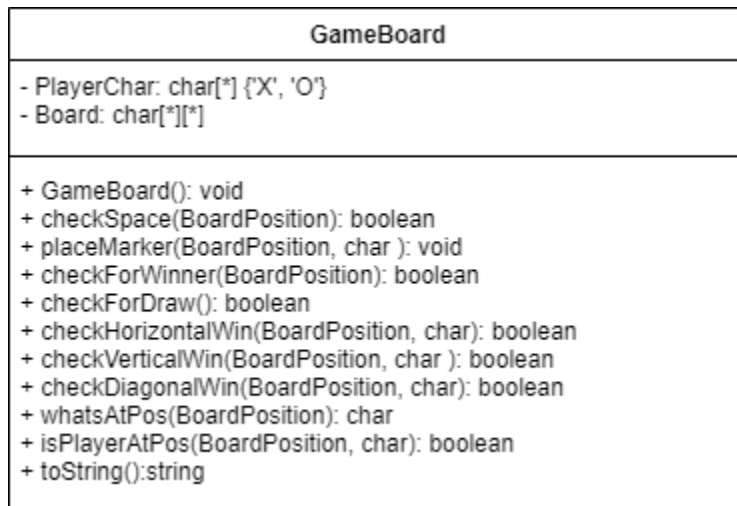 GameBoard
- PlayerChar: char[*] {'X', 'O'}
- Board: char[*][*]
+ GameBoard(): void
+ checkSpace(BoardPosition): boolean
+ placeMarker(BoardPosition, char ): void
+ checkForWinner(BoardPosition): boolean
+ checkForDraw(): boolean
+ checkHorizontalWin(BoardPosition, char): boolean
+ checkVerticalWin(BoardPosition, char ): boolean
+ checkDiagonalWin(BoardPosition, char): boolean
+ whatsAtPos(BoardPosition): char
+ isPlayerAtPos(BoardPosition, char): boolean
+ toString():string